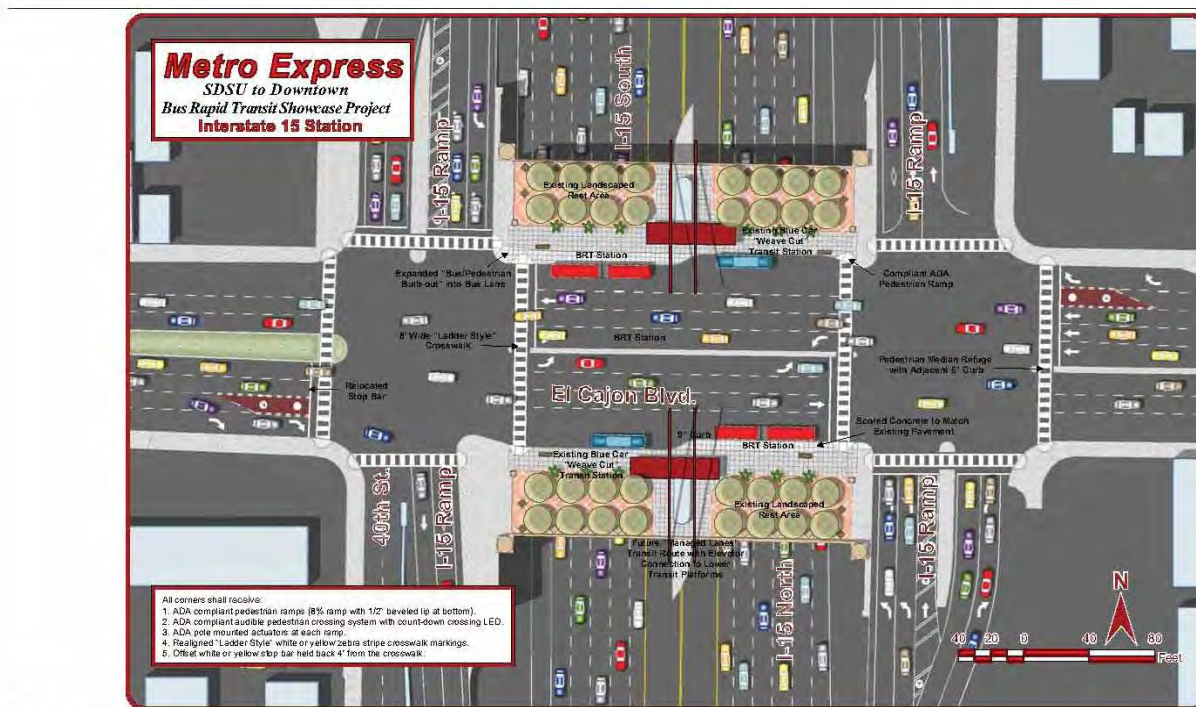 Metro Express
SDSU to Downtown
Bus Rapid Transit Showcase Project
Interstate 15 Station
I-15 Ramp
I-15 South
I-15 Ramp
Existing Landscaped
Rest Area
Existing Blue Car
"Weave Cut"
Transit Station
BRT Station
Expanded "Bus/Pedestrian
Bulb-out" into Bus Lane
Compliant ADA
Pedestrian Ramp
8' Wide "Ladder Style"
Crosswalk
BRT Station
Pedestrian Median Refuge
with Adjacent 6" Curb
Relocated
Stop Bar
El Cajon Blvd.
Scored Concrete to Match
Existing Pavement
9" Curb
BRT Station
Existing Blue Car
"Weave Cut"
Transit Station
Existing Landscaped
Rest Area
40th St.
I-15 Ramp
I-15 Ramp
Future "Managed Lanes"
Transit Route with Elevator
Connection to Lower
Transit Platforms
I-15 North
All corners shall receive:
1. ADA compliant pedestrian ramps (8% ramp with 1/2" beveled lip at bottom).
2. ADA compliant audible pedestrian crossing system with count-down crossing LED.
3. ADA pole mounted actuators at each ramp.
4. Realigned "Ladder Style" white or yellow zebra stripe crosswalk markings.
5. Offset white or yellow stop bar held back 4' from the crosswalk.
N
40 20 0 40 80
Feet